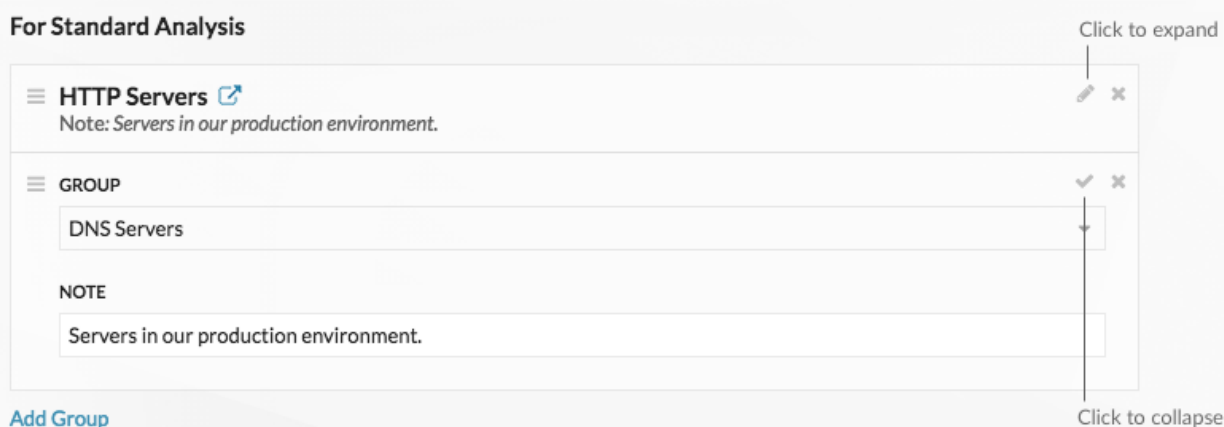 For Standard Analysis
Click to expand
HTTP Servers
Note: Servers in our production environment.
GROUP
DNS Servers
NOTE
Servers in our production environment.
Add Group
Click to collapse